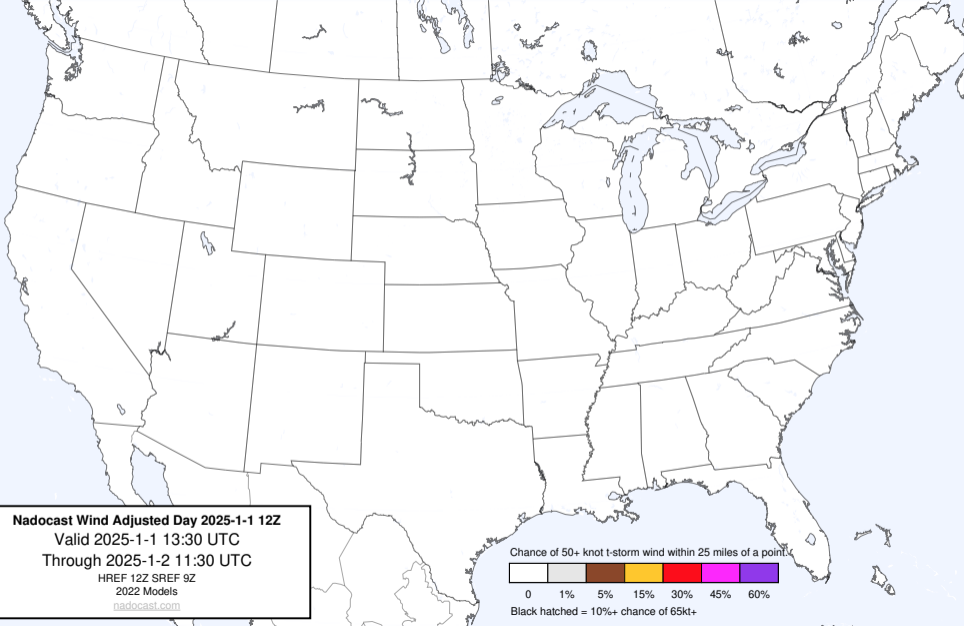 Nadocast Wind Adjusted Day 2025-1-1 12Z
Valid 2025-1-1 13:30 UTC
Through 2025-1-2 11:30 UTC
HREF 12Z SREF 9Z
2022 Models
nadocast.com
Chance of 50+ knot t-storm wind within 25 miles of a point.
0 1% 5% 15% 30% 45% 60%
Black hatched = 10%+ chance of 65kt+